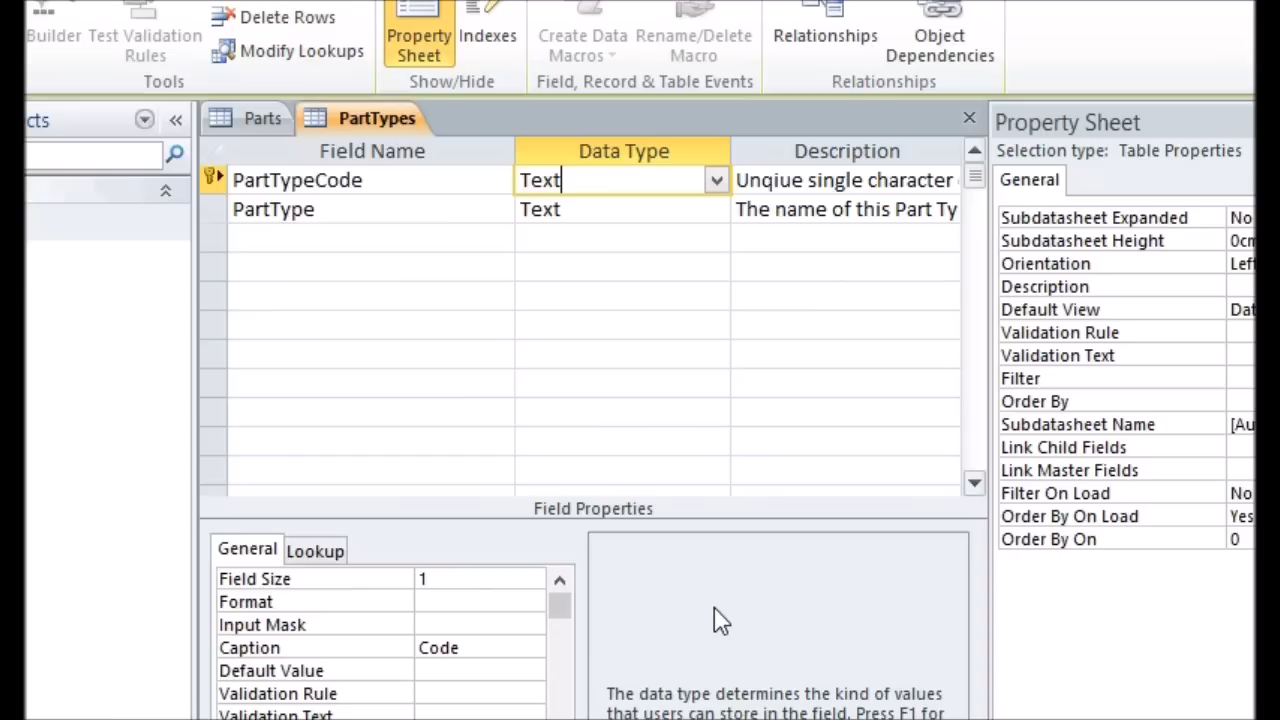 Delete Rows
Builder Test Validation Rules
Modify Lookups
Tools
Property Sheet
Indexes
Show/Hide
Create Data Macros
Rename/Delete Macro
Field, Record & Table Events
Relationships
Object Dependencies
Relationships
cts
Parts
PartTypes
Field Name Data Type Description
PartTypeCode Text Unqiue single character
PartType Text The name of this Part Ty
Field Properties
General Lookup
Field Size 1
Format
Input Mask
Caption Code
Default Value
Validation Rule
Validation Text
The data type determines the kind of values
that users can store in the field. Press F1 for
Property Sheet
Selection type: Table Properties
General
Subdatasheet Expanded No
Subdatasheet Height 0cm
Orientation Left
Description
Default View Dat
Validation Rule
Validation Text
Filter
Order By
Subdatasheet Name [Au
Link Child Fields
Link Master Fields
Filter On Load No
Order By On Load Yes
Order By On 0